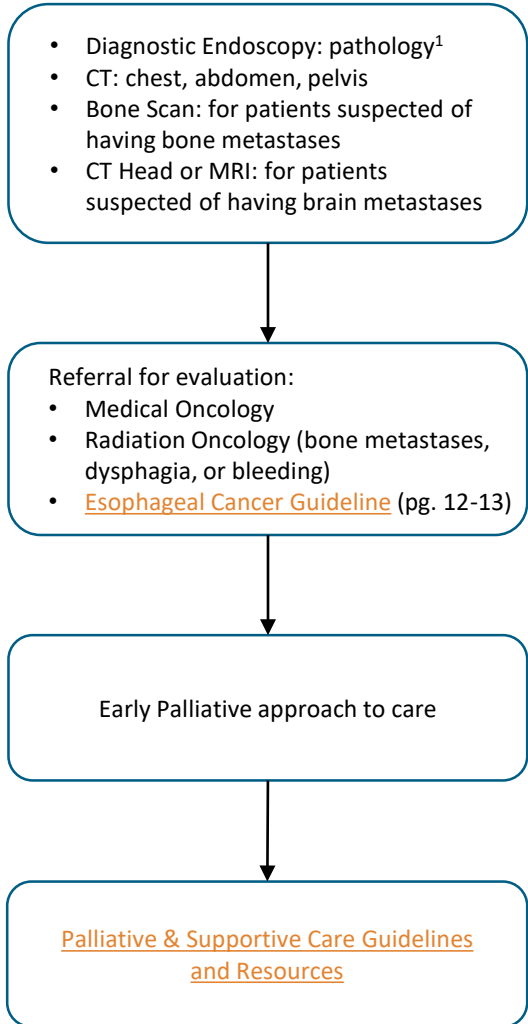 • Diagnostic Endoscopy: pathology¹
• CT: chest, abdomen, pelvis
• Bone Scan: for patients suspected of
having bone metastases
• CT Head or MRI: for patients
suspected of having brain metastases
Referral for evaluation:
• Medical Oncology
• Radiation Oncology (bone metastases,
dysphagia, or bleeding)
• Esophageal Cancer Guideline (pg. 12-13)
Early Palliative approach to care
Palliative & Supportive Care Guidelines
and Resources